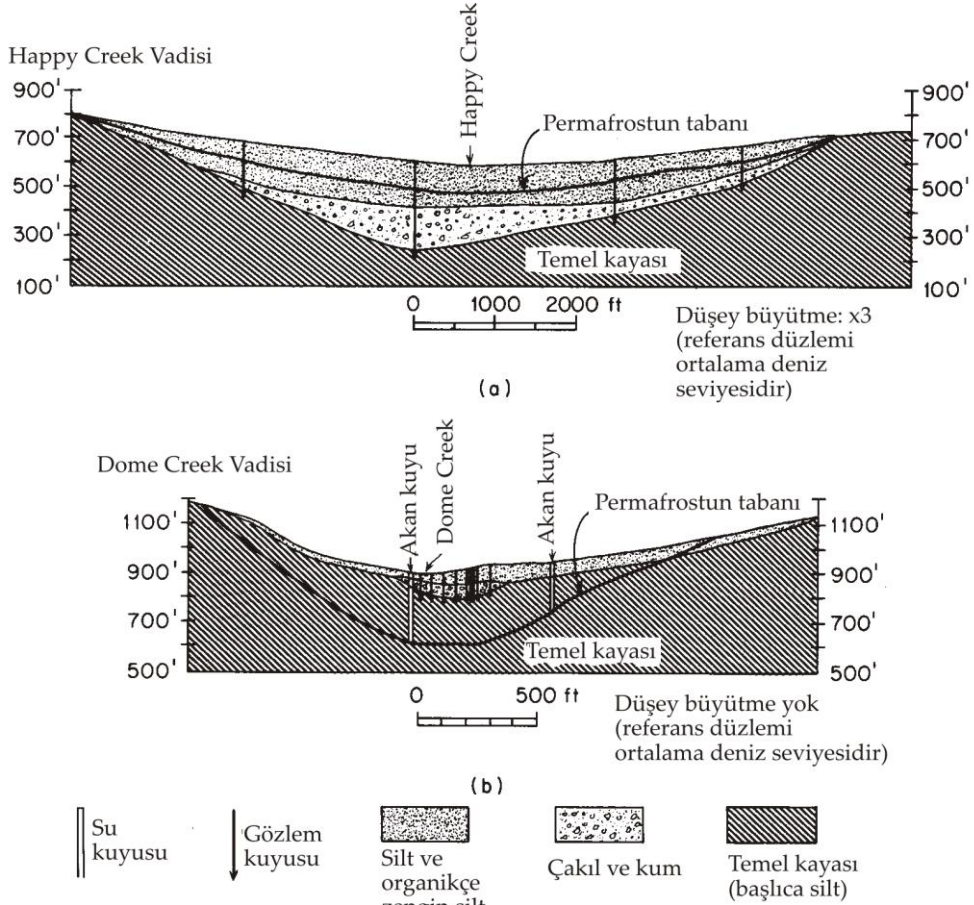 Happy Creek Vadisi
Happy Creek
Permafrostun tabanı
900'
700'
500'
300'
100'
900'
700'
500'
300'
100'
Temel kayası
0 1000 2000 ft
Düşey büyütme: x3
(referans düzlemi
ortalama deniz
seviyesidir)
(a)
Dome Creek Vadisi
Akan kuyu
Dome Creek
Akan kuyu
Permafrostun tabanı
1100'
900'
700'
500'
1100'
900'
700'
500'
Temel kayası
0 500 ft
Düşey büyütme yok
(referans düzlemi
ortalama deniz seviyesidir)
(b)
Su
kuyusu
Gözlem
kuyusu
Silt ve
organikçe
zengin silt
Çakıl ve kum
Temel kayası
(başlıca silt)